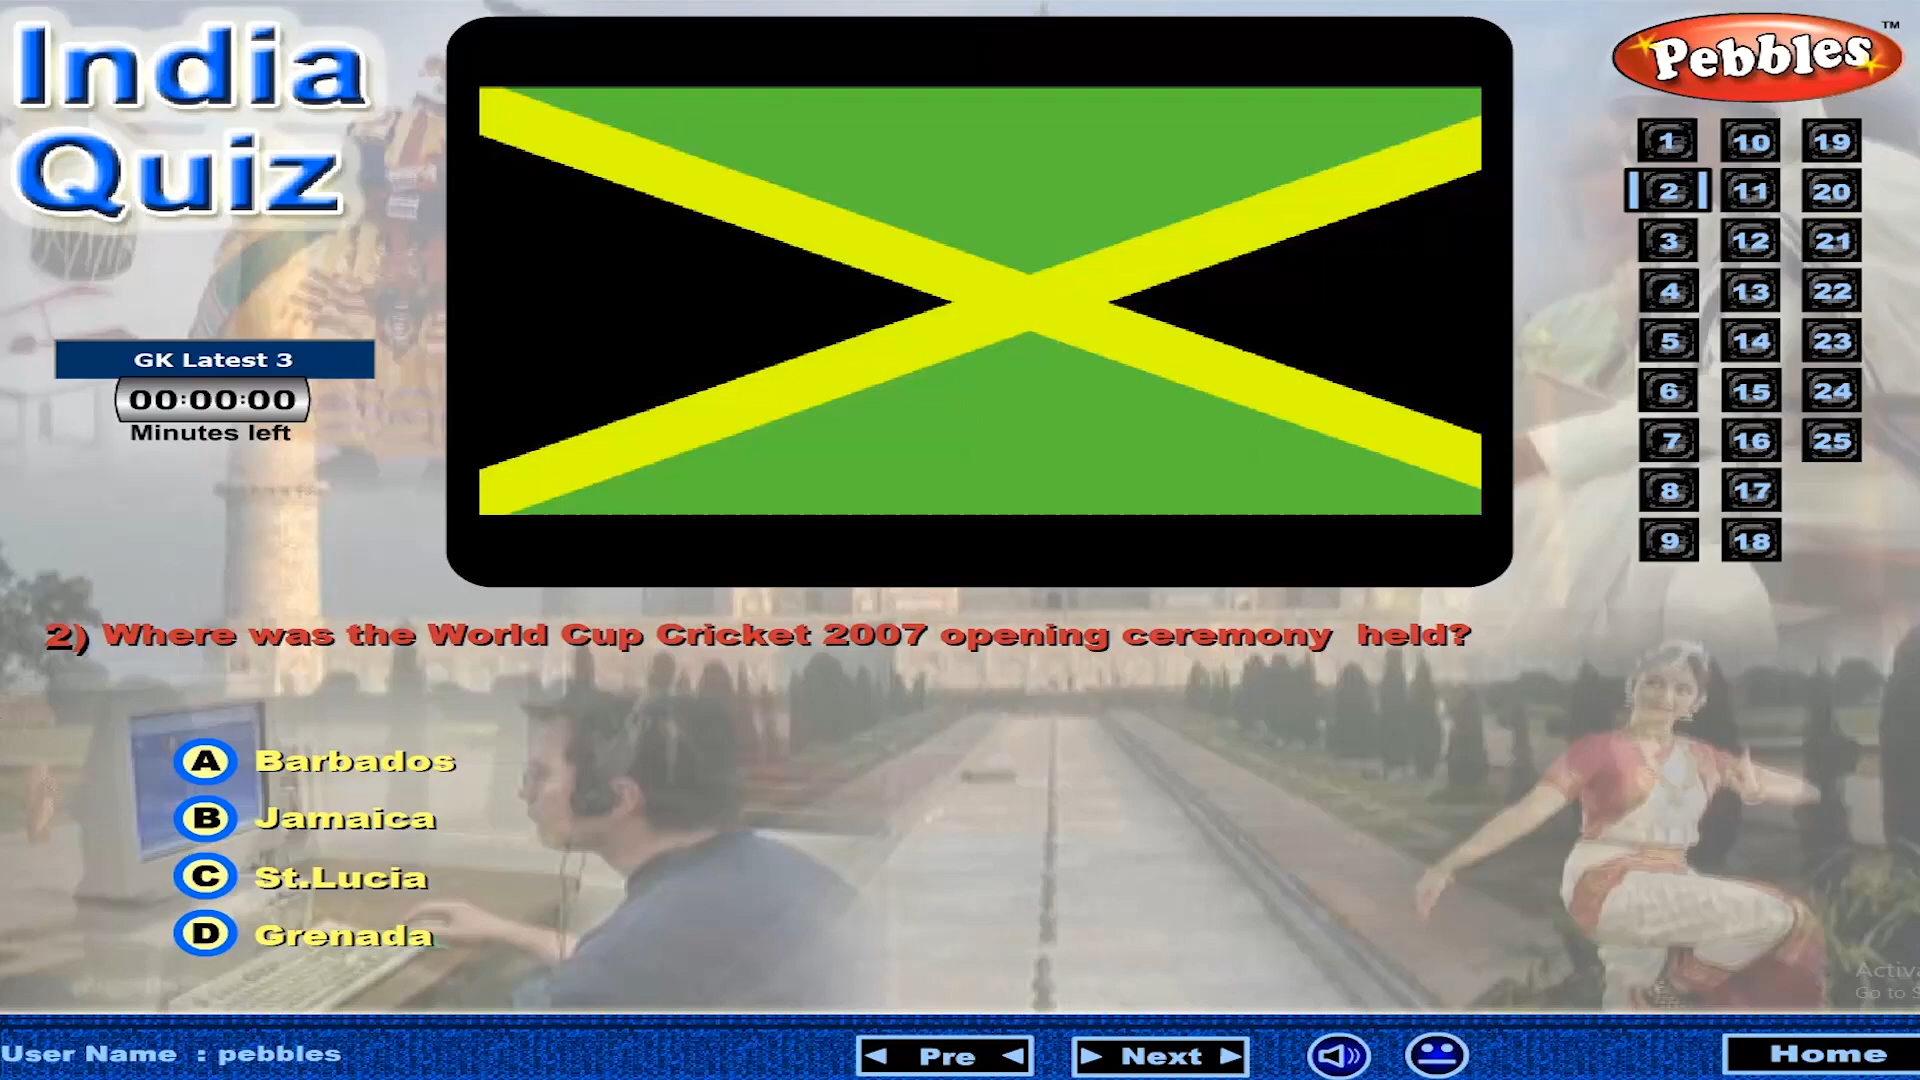 India
Quiz
Pebbles
TM
1 10 19
2 11 20
3 12 21
4 13 22
5 14 23
6 15 24
7 16 25
8 17
9 18
GK Latest 3
00:00:00
Minutes left
2) Where was the World Cup Cricket 2007 opening ceremony held?
A Barbados
B Jamaica
C St.Lucia
D Grenada
User Name : pebbles
Pre
Next
Home